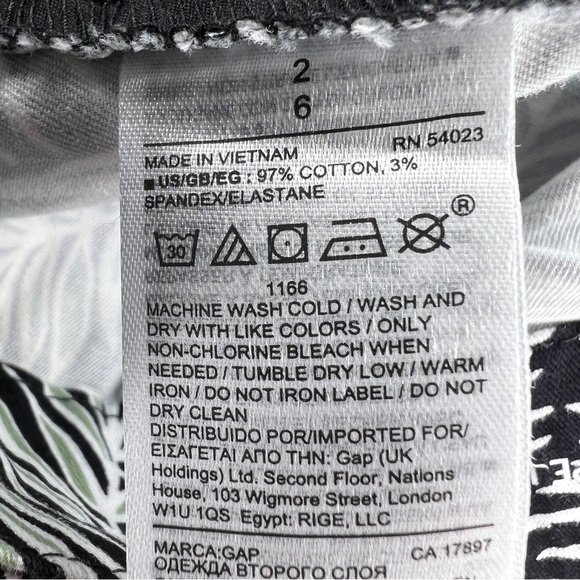 2
6
MADE IN VIETNAM RN 54023
US/GB/EG : 97% COTTON, 3%
SPANDEX/ELASTANE
30
®
1166
MACHINE WASH COLD / WASH AND
DRY WITH LIKE COLORS / ONLY
NON-CHLORINE BLEACH WHEN
NEEDED / TUMBLE DRY LOW / WARM
IRON / DO NOT IRON LABEL / DO NOT
DRY CLEAN
DISTRIBUIDO POR/IMPORTED FOR/
ΕΙΣΑΓΕΤΑΙ ΑΠΟ ΤΗΝ: Gap (UK
Holdings) Ltd. Second Floor, Nations
House, 103 Wigmore Street, London
W1U 1QS Egypt: RIGE, LLC
MARCA:GAP CA 17897
ОДЕЖДА ВТОРОГО СЛОЯ